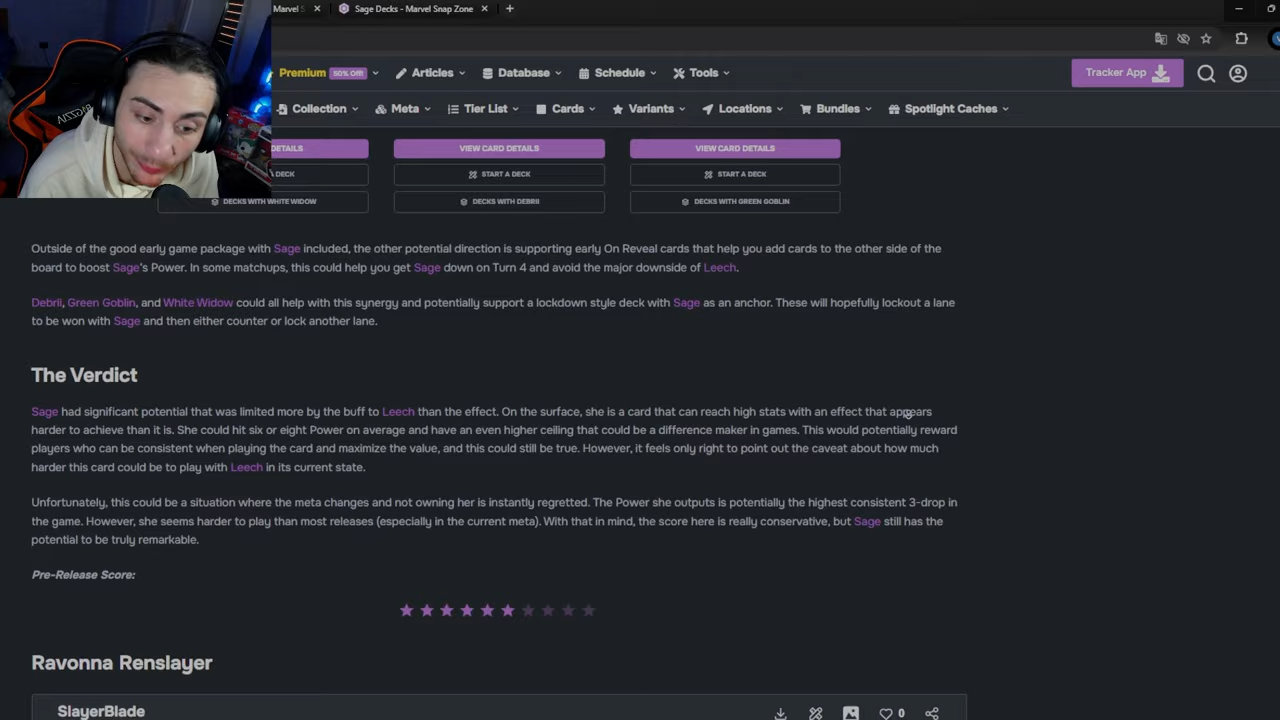 Marvel S
Sage Decks - Marvel Snap Zone
Premium 50% Off!
Articles
Database
Schedule
Tools
Tracker App
Collection
Meta
Tier List
Cards
Variants
Locations
Bundles
Spotlight Caches
DETAILS
VIEW CARD DETAILS
VIEW CARD DETAILS
DECK
START A DECK
START A DECK
DECKS WITH WHITE WIDOW
DECKS WITH DEBRII
DECKS WITH GREEN GOBLIN
Outside of the good early game package with Sage included, the other potential direction is supporting early On Reveal cards that help you add cards to the other side of the
board to boost Sage's Power. In some matchups, this could help you get Sage down on Turn 4 and avoid the major downside of Leech.
Debrii, Green Goblin, and White Widow could all help with this synergy and potentially support a lockdown style deck with Sage as an anchor. These will hopefully lockout a lane
to be won with Sage and then either counter or lock another lane.
The Verdict
Sage had significant potential that was limited more by the buff to Leech than the effect. On the surface, she is a card that can reach high stats with an effect that appears
harder to achieve than it is. She could hit six or eight Power on average and have an even higher ceiling that could be a difference maker in games. This would potentially reward
players who can be consistent when playing the card and maximize the value, and this could still be true. However, it feels only right to point out the caveat about how much
harder this card could be to play with Leech in its current state.
Unfortunately, this could be a situation where the meta changes and not owning her is instantly regretted. The Power she outputs is potentially the highest consistent 3-drop in
the game. However, she seems harder to play than most releases (especially in the current meta). With that in mind, the score here is really conservative, but Sage still has the
potential to be truly remarkable.
Pre-Release Score:
Ravonna Renslayer
SlayerBlade
0